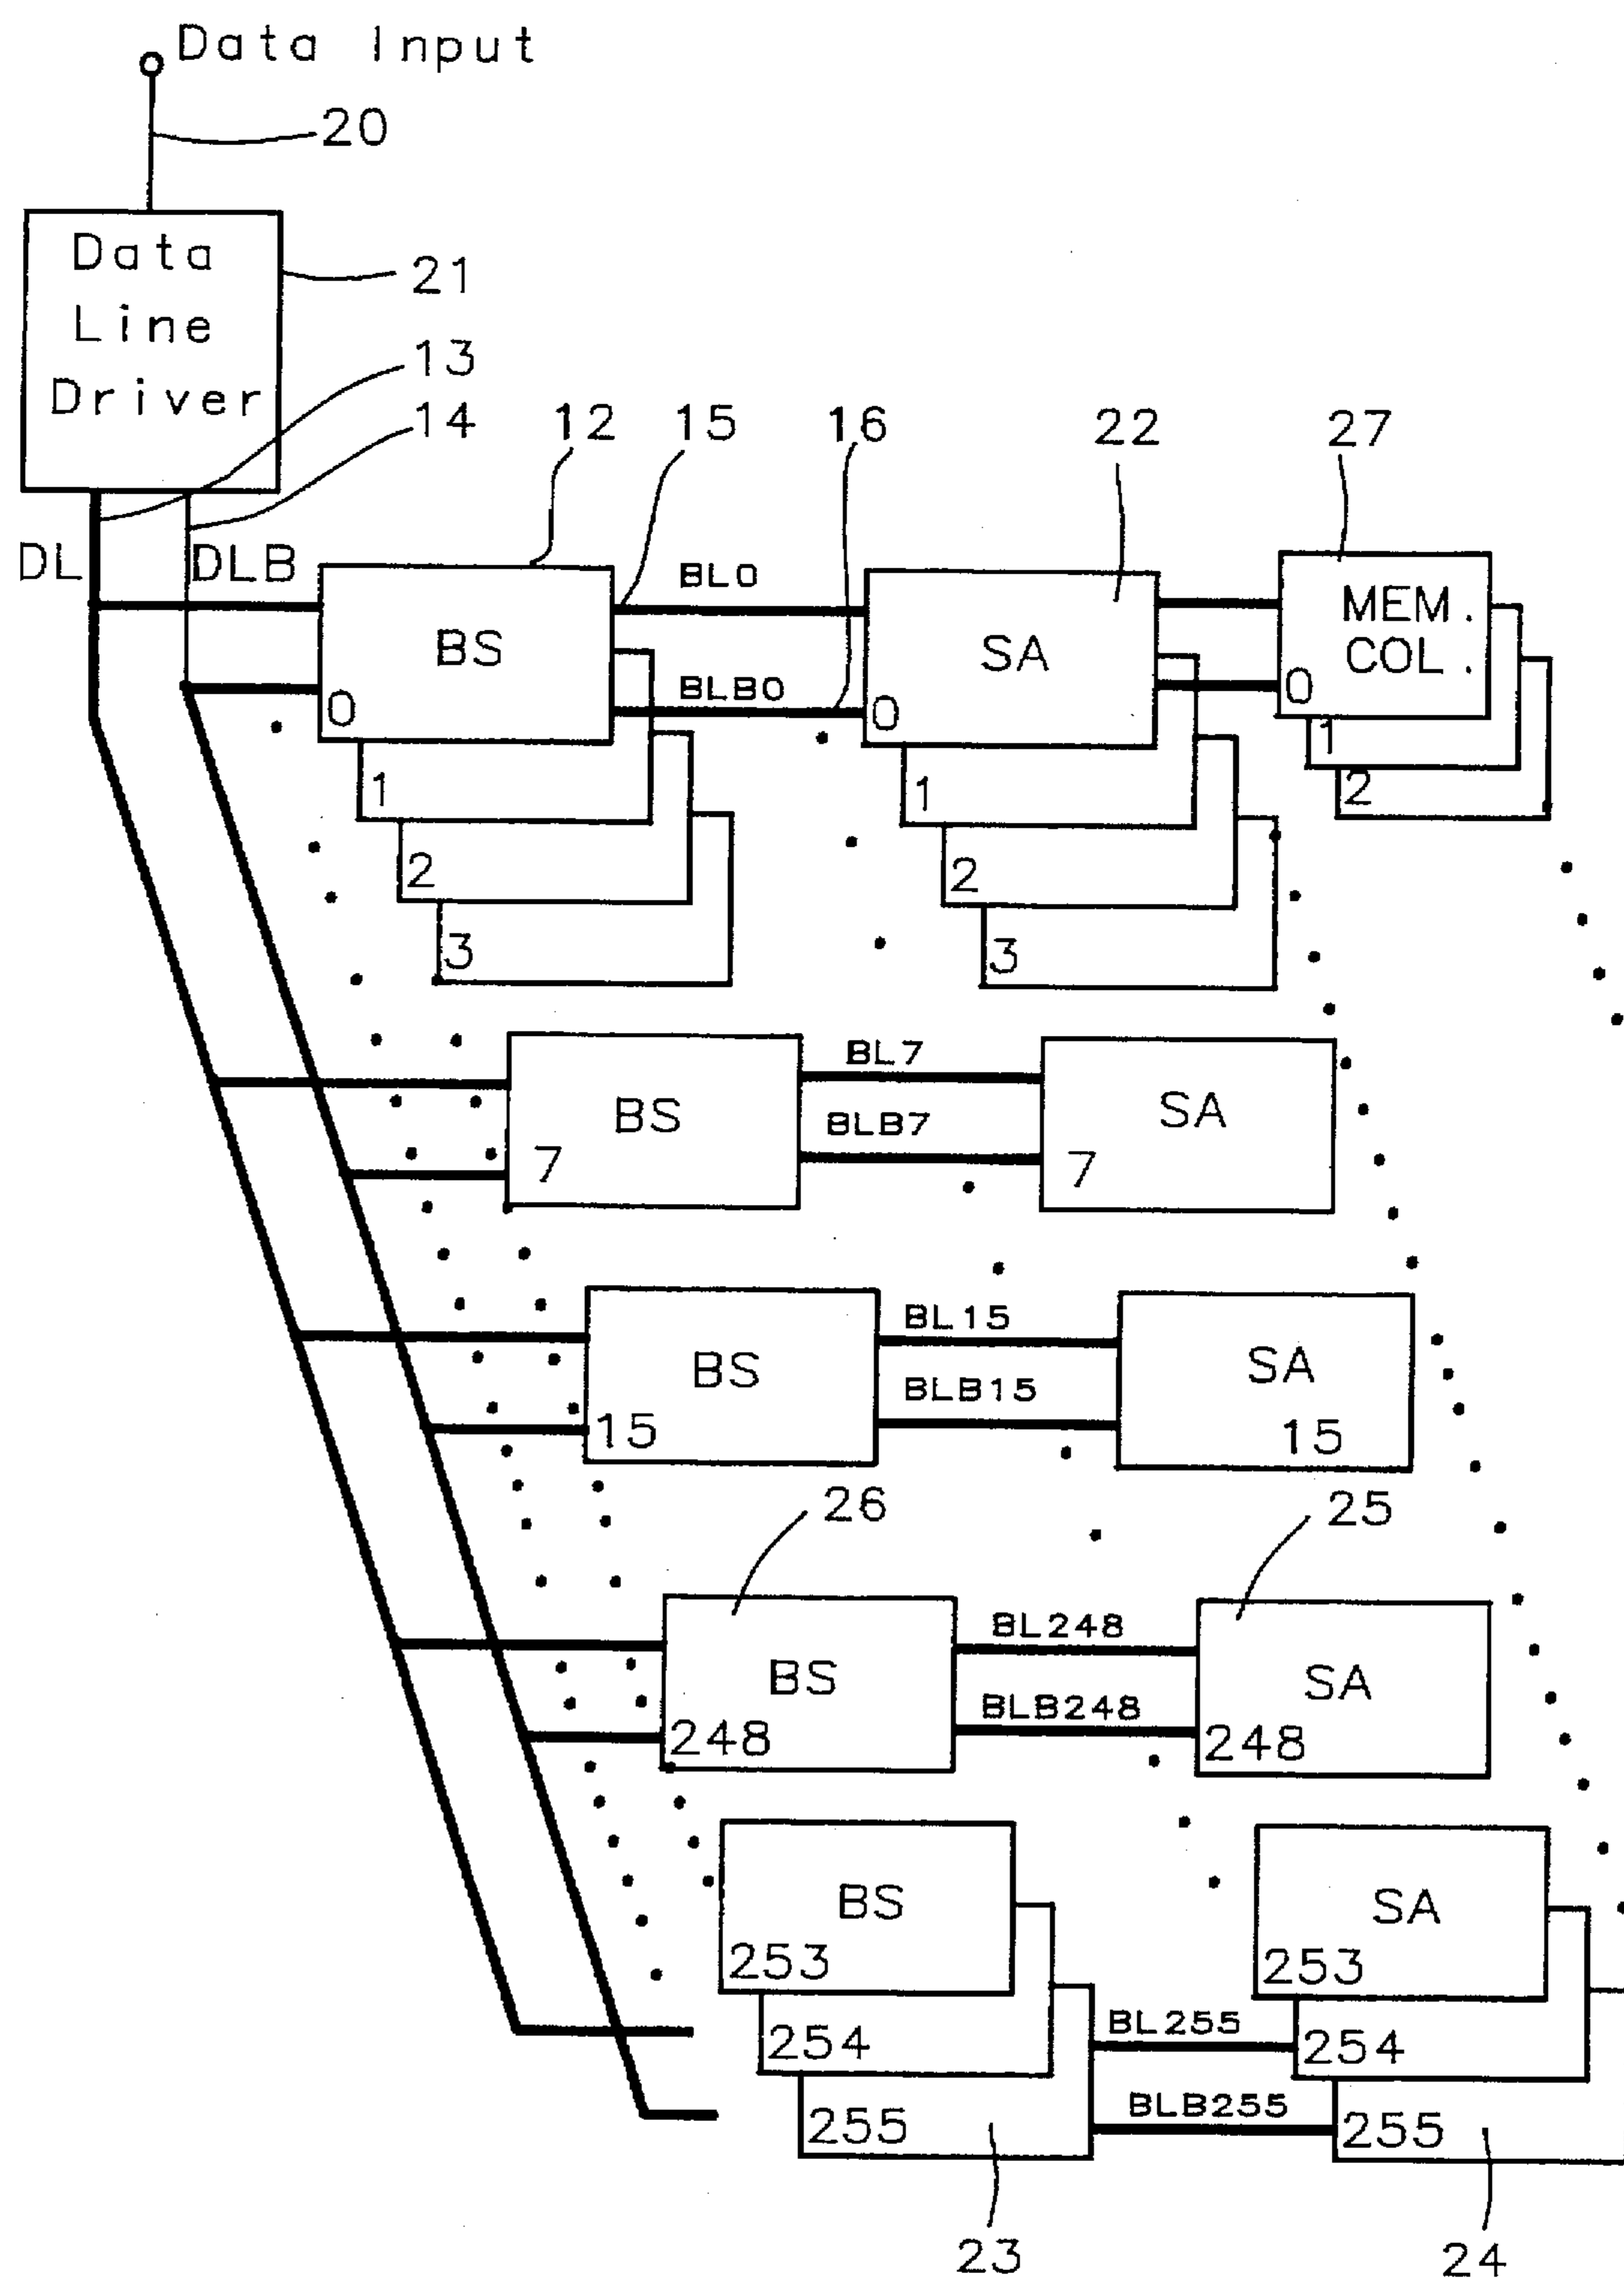 Data Input
20
Data
Line
Driver
21
13
14
12
15
16
22
27
DL
DLB
BS
0
1
2
3
BL0
BLB0
SA
0
1
2
3
MEM.
COL.
0
1
2
BS
7
BL7
BLB7
SA
7
BS
15
BL15
BLB15
SA
15
26
25
BS
248
BL248
BLB248
SA
248
BS
253
254
255
BL255
BLB255
SA
253
254
255
23
24